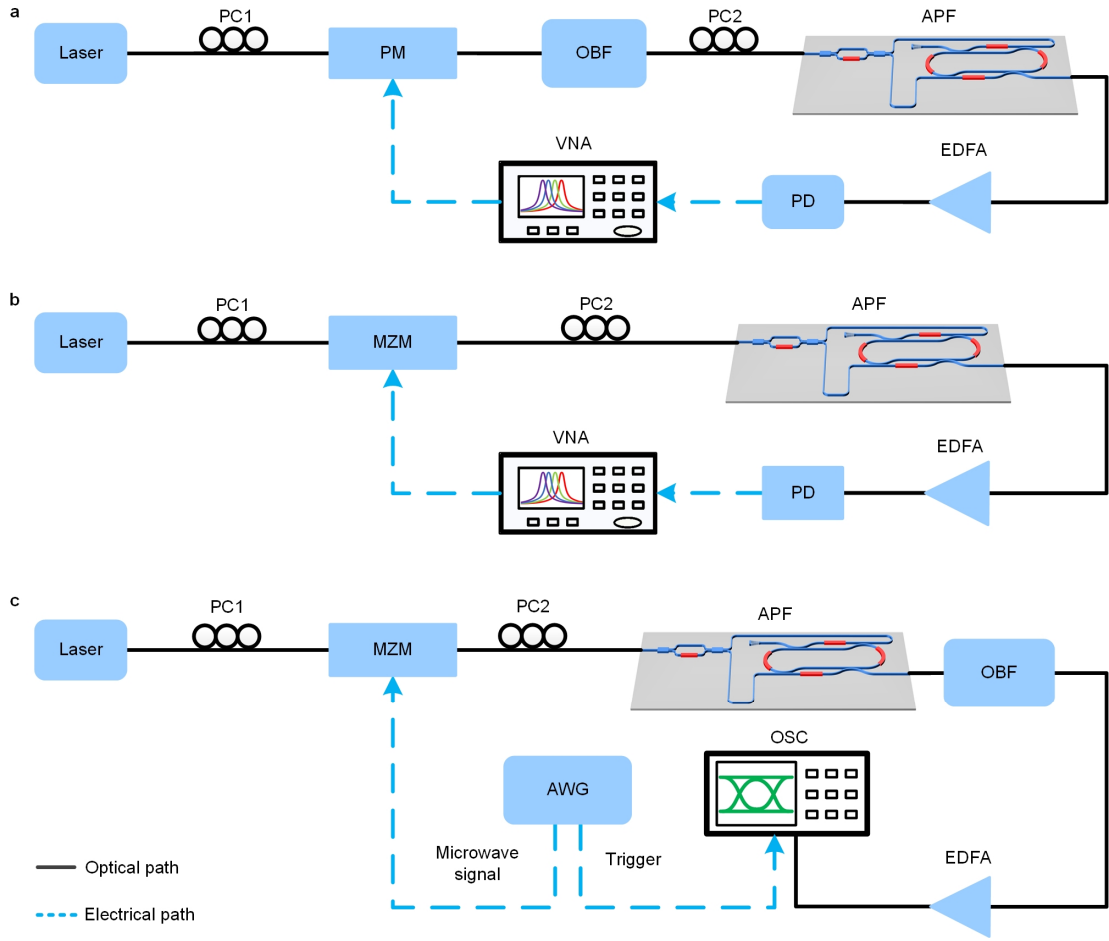 a
PC1
PC2
APF
Laser
PM
OBF
VNA
EDFA
PD
b
PC1
PC2
APF
Laser
MZM
VNA
EDFA
PD
c
PC1
PC2
APF
Laser
MZM
OBF
OSC
AWG
Microwave
signal
Trigger
EDFA
Optical path
Electrical path